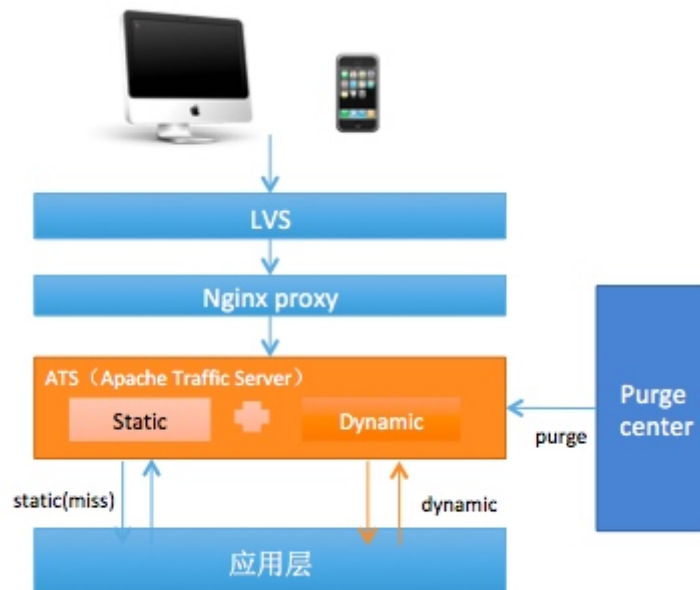 LVS
Nginx proxy
ATS（Apache Traffic Server）
Static
Dynamic
purge
Purge
center
static(miss)
dynamic
应用层